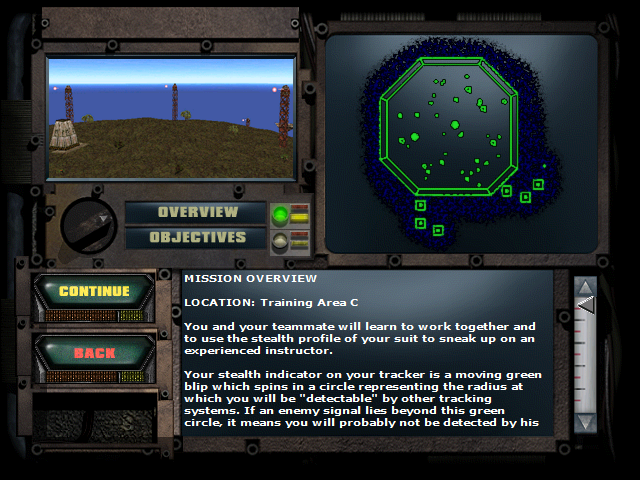 OVERVIEW
OBJECTIVES
CONTINUE
BACK
MISSION OVERVIEW
LOCATION: Training Area C
You and your teammate will learn to work together and
to use the stealth profile of your suit to sneak up on an
experienced instructor.
Your stealth indicator on your tracker is a moving green
blip which spins in a circle representing the radius at
which you will be "detectable" by other tracking
systems. If an enemy signal lies beyond this green
circle, it means you will probably not be detected by his